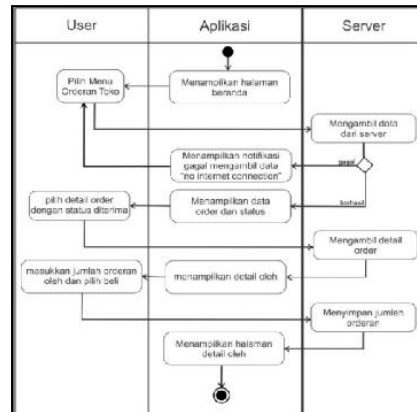 User
Aplikasi
Server
Menampilkan halaman
beranda
Pilih Menu
Orderan Toko
Mengambil data
dari server
Menampilkan notifikasi
gagal mengambil data
"no internet connection"
gagal
berhasil
Menampilkan data
order dan status
pilih detail order
dengan status diterima
Mengambil detail
order
menampilkan detail oleh
masukkan jumlah orderan
oleh dan pilih beli
Menyimpan jumlah
orderan
Menampilkan halaman
detail oleh